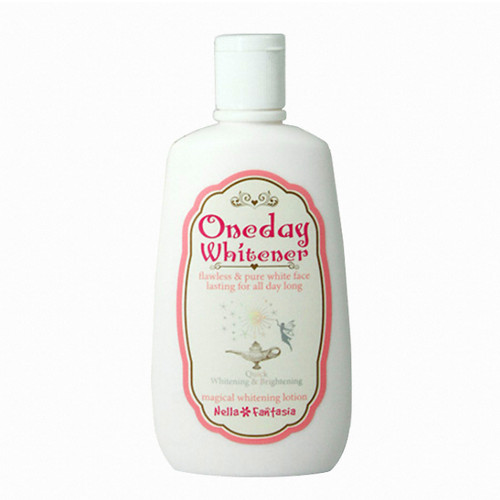 Oneday
Whitener
flawless & pure white face
lasting for all day long
Quick
Whitening & Brightening
magical whitening lotion
Nella Fantasia